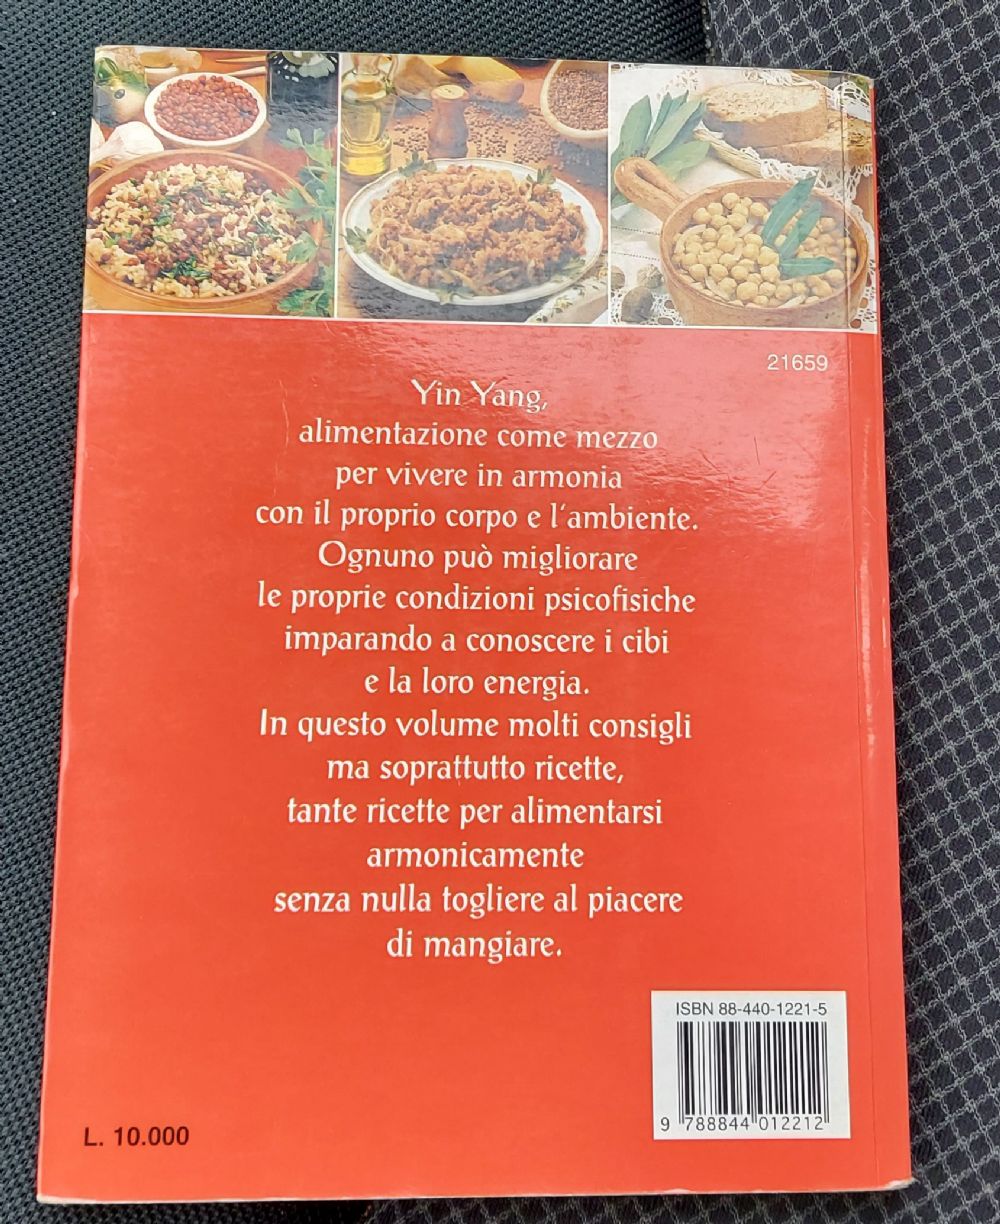 21659
Yin Yang,
alimentazione come mezzo
per vivere in armonia
con il proprio corpo e l'ambiente.
Ognuno può migliorare
le proprie condizioni psicofisiche
imparando a conoscere i cibi
e la loro energia.
In questo volume molti consigli
ma soprattutto ricette,
tante ricette per alimentarsi
armonicamente
senza nulla togliere al piacere
di mangiare.
ISBN 88-440-1221-5
9 788844 012212
L. 10.000